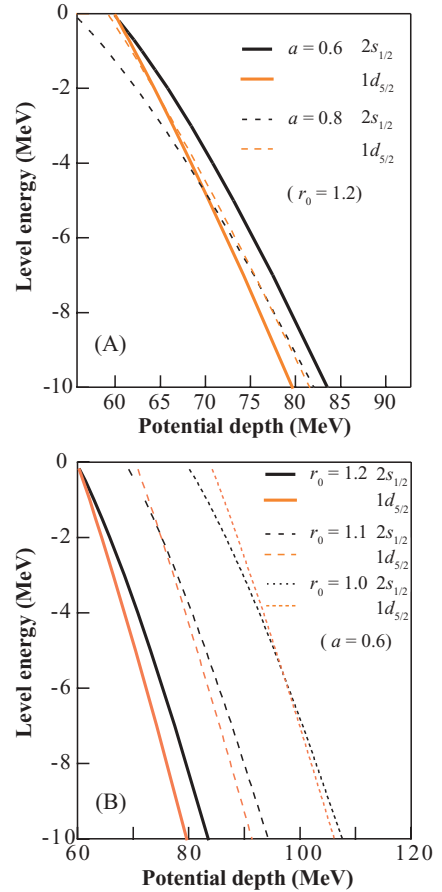 0
-2
-4
-6
-8
-10
Level energy (MeV)
a = 0.6 2s1/2
1d5/2
a = 0.8 2s1/2
1d5/2
( r0 = 1.2)
(A)
60 65 70 75 80 85 90
Potential depth (MeV)
0
-2
-4
-6
-8
-10
Level energy (MeV)
r0 = 1.2 2s1/2
1d5/2
r0 = 1.1 2s1/2
1d5/2
r0 = 1.0 2s1/2
1d5/2
( a = 0.6)
(B)
60 80 100 120
Potential depth (MeV)